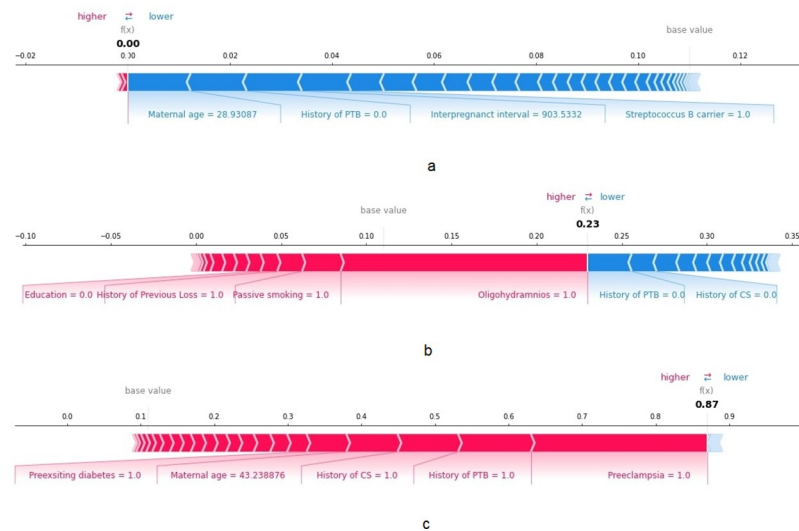 higher ⇄ lower
f(x)
base value
0.00
−0.02 0.00 0.02 0.04 0.06 0.08 0.10 0.12
Maternal age = 28.93087 History of PTB = 0.0 Interpregnanct interval = 903.5332 Streptococcus B carrier = 1.0
a
higher ⇄ lower
base value f(x)
0.23
−0.10 −0.05 0.00 0.05 0.10 0.15 0.20 0.25 0.30 0.35
Education = 0.0 History of Previous Loss = 1.0 Passive smoking = 1.0 Oligohydramnios = 1.0 History of PTB = 0.0 History of CS = 0.0
b
higher ⇄ lower
base value f(x)
0.87
0.0 0.1 0.2 0.3 0.4 0.5 0.6 0.7 0.8 0.9
Preexsiting diabetes = 1.0 Maternal age = 43.238876 History of CS = 1.0 History of PTB = 1.0 Preeclampsia = 1.0
c